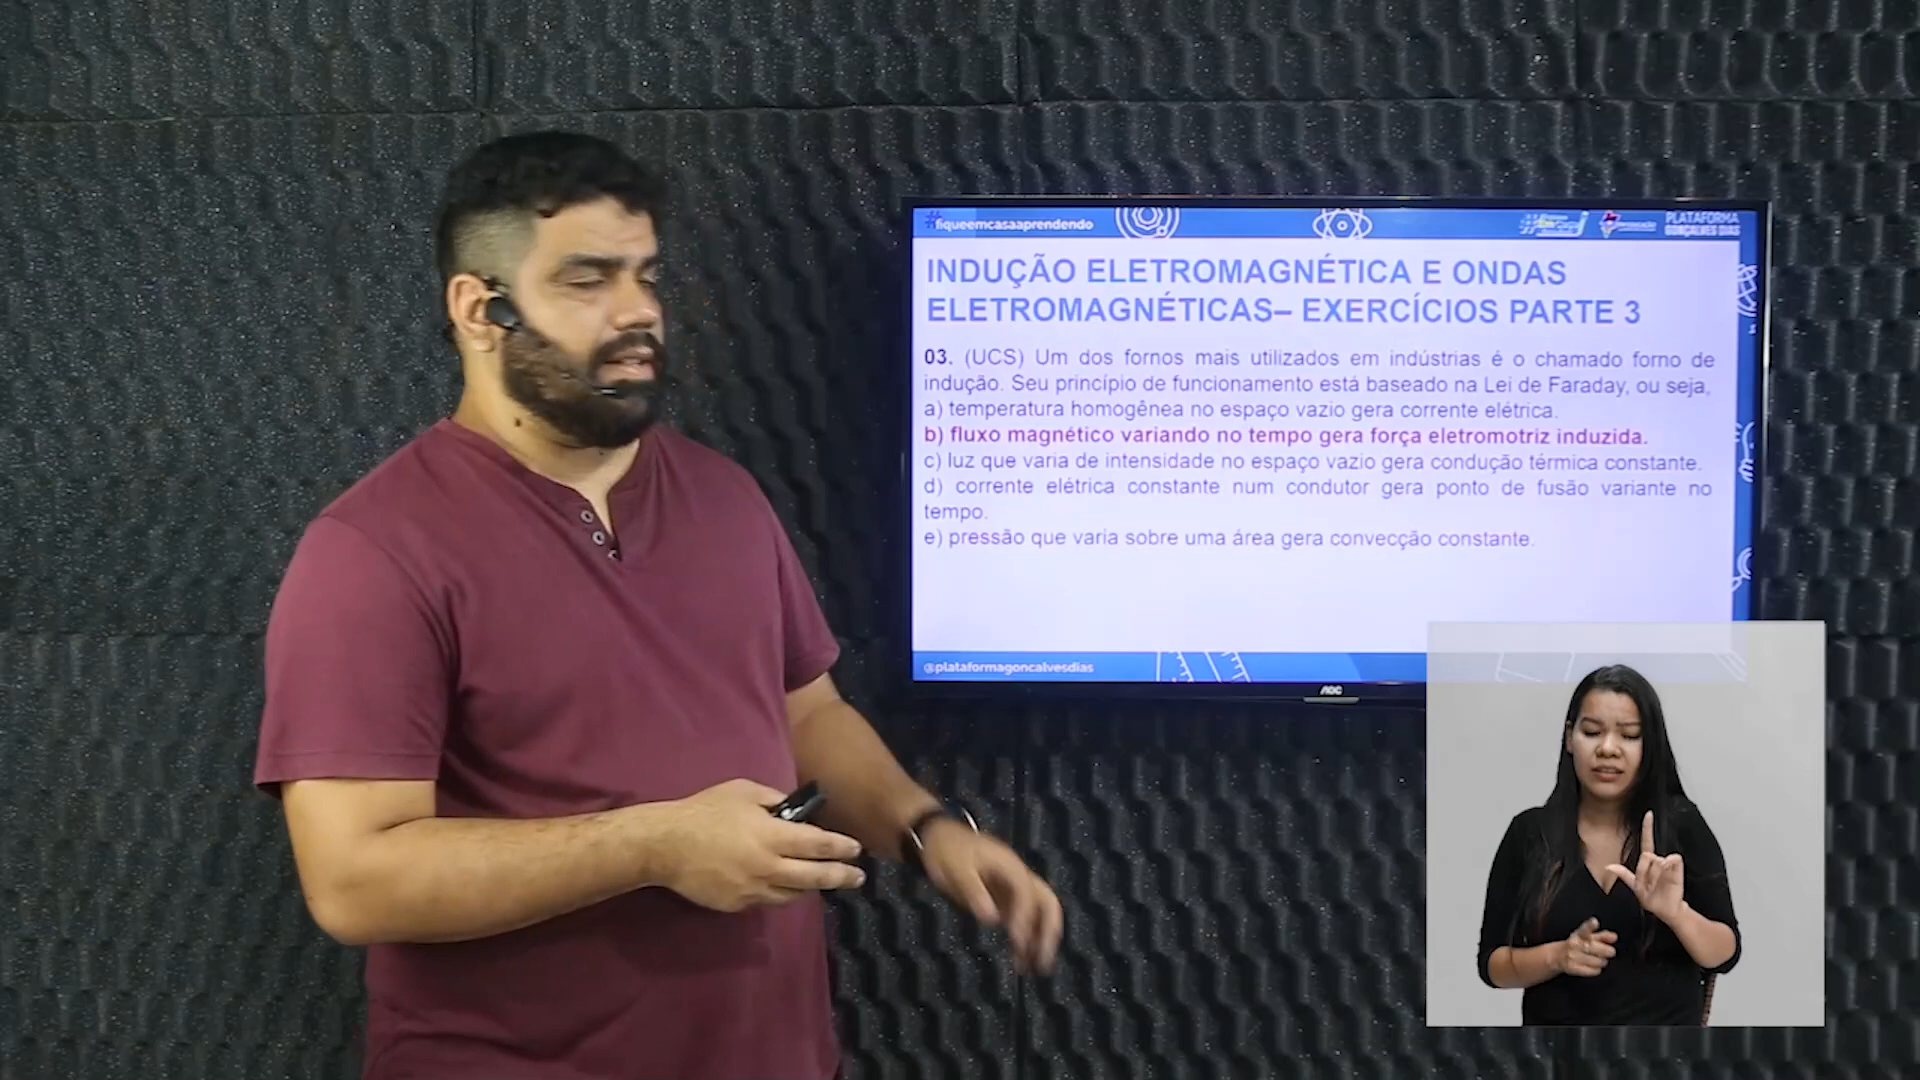 #fiqueemcasaaprendendo
PLATAFORMA
GONÇALVES DIAS
INDUÇÃO ELETROMAGNÉTICA E ONDAS
ELETROMAGNÉTICAS– EXERCÍCIOS PARTE 3
03. (UCS) Um dos fornos mais utilizados em indústrias é o chamado forno de
indução. Seu princípio de funcionamento está baseado na Lei de Faraday, ou seja,
a) temperatura homogênea no espaço vazio gera corrente elétrica.
b) fluxo magnético variando no tempo gera força eletromotriz induzida.
c) luz que varia de intensidade no espaço vazio gera condução térmica constante.
d) corrente elétrica constante num condutor gera ponto de fusão variante no
tempo.
e) pressão que varia sobre uma área gera convecção constante.
@plataformagoncalvesdias
AOC